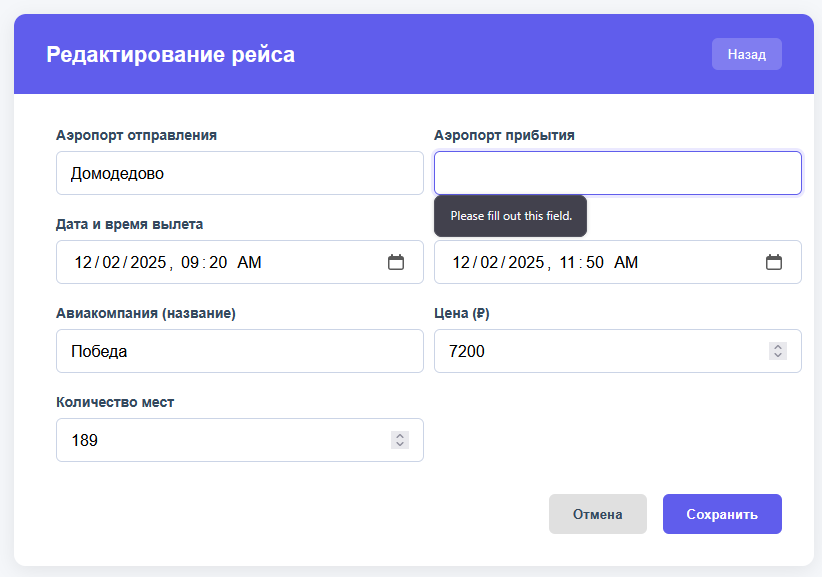 Редактирование рейса
Назад
Аэропорт отправления
Аэропорт прибытия
Домодедово
Please fill out this field.
Дата и время вылета
12/02/2025, 09:20 AM
12/02/2025, 11:50 AM
Авиакомпания (название)
Цена (₽)
Победа
7200
Количество мест
189
Отмена
Сохранить